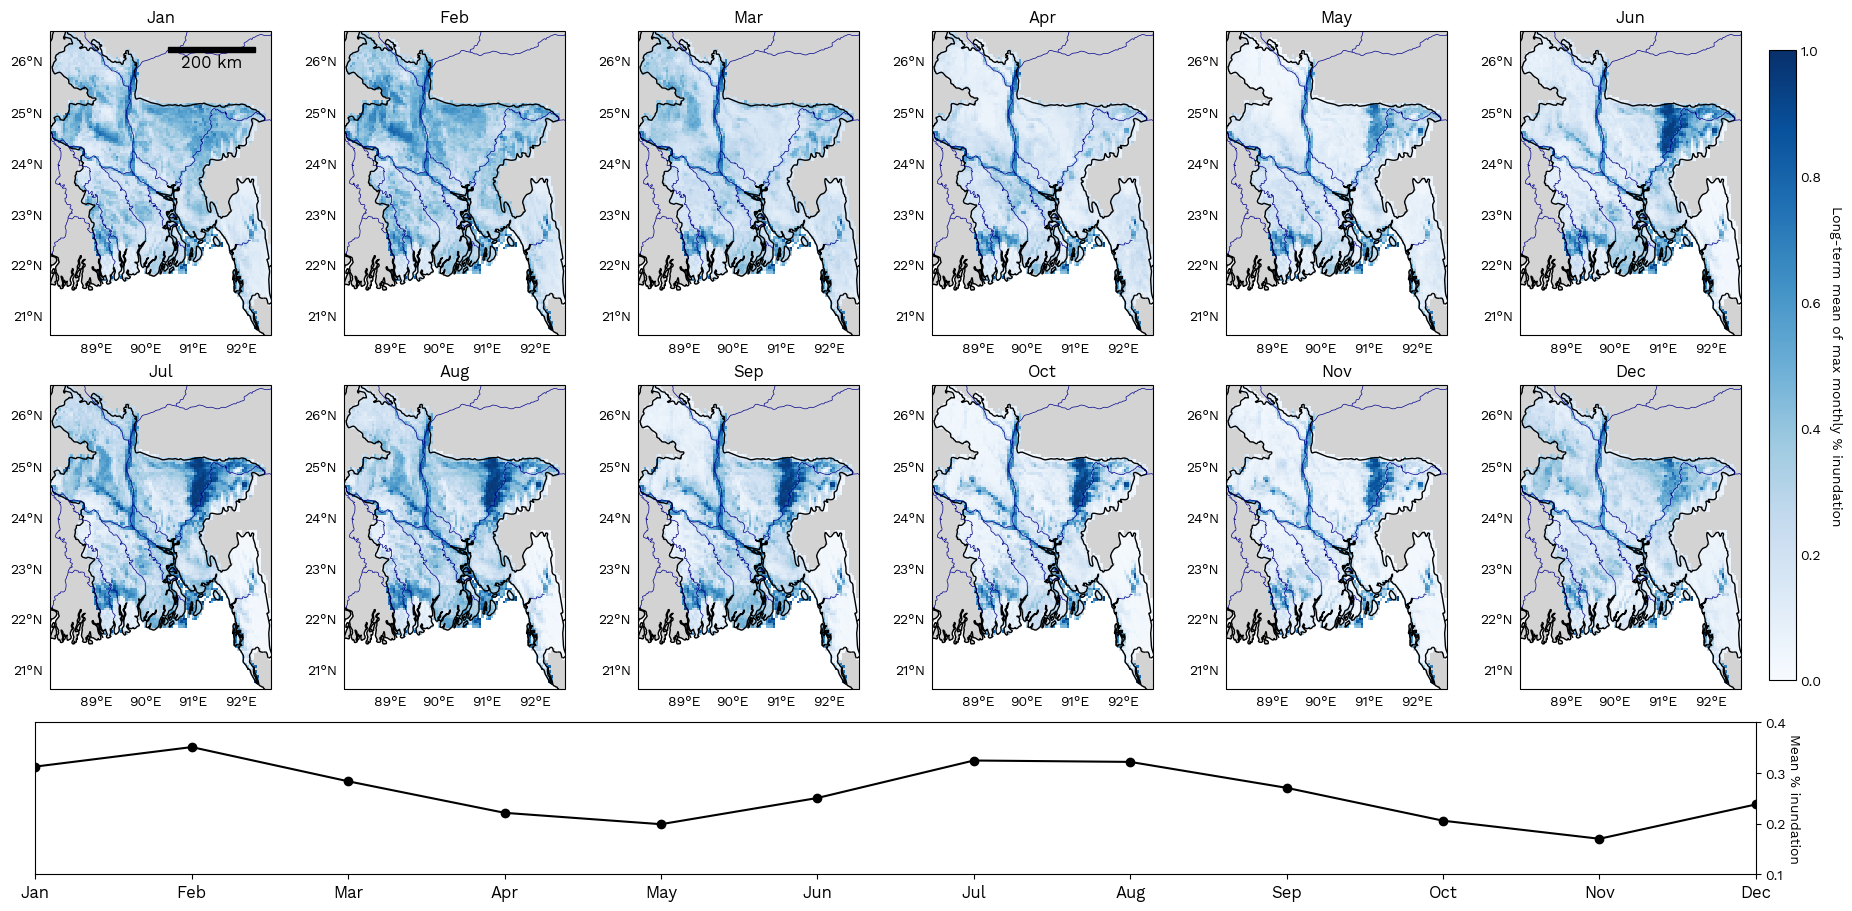 Jan Feb Mar Apr May Jun
200 km
26°N 26°N 26°N 26°N 26°N 26°N
25°N 25°N 25°N 25°N 25°N 25°N
24°N 24°N 24°N 24°N 24°N 24°N
23°N 23°N 23°N 23°N 23°N 23°N
22°N 22°N 22°N 22°N 22°N 22°N
21°N 21°N 21°N 21°N 21°N 21°N
89°E 90°E 91°E 92°E 89°E 90°E 91°E 92°E 89°E 90°E 91°E 92°E 89°E 90°E 91°E 92°E 89°E 90°E 91°E 92°E 89°E 90°E 91°E 92°E
Jul Aug Sep Oct Nov Dec
26°N 26°N 26°N 26°N 26°N 26°N
25°N 25°N 25°N 25°N 25°N 25°N
24°N 24°N 24°N 24°N 24°N 24°N
23°N 23°N 23°N 23°N 23°N 23°N
22°N 22°N 22°N 22°N 22°N 22°N
21°N 21°N 21°N 21°N 21°N 21°N
89°E 90°E 91°E 92°E 89°E 90°E 91°E 92°E 89°E 90°E 91°E 92°E 89°E 90°E 91°E 92°E 89°E 90°E 91°E 92°E 89°E 90°E 91°E 92°E
1.0
0.8
0.6
0.4
0.2
0.0
Long-term mean of max monthly % inundation
0.4
0.3
0.2
0.1
Mean % inundation
Jan Feb Mar Apr May Jun Jul Aug Sep Oct Nov Dec